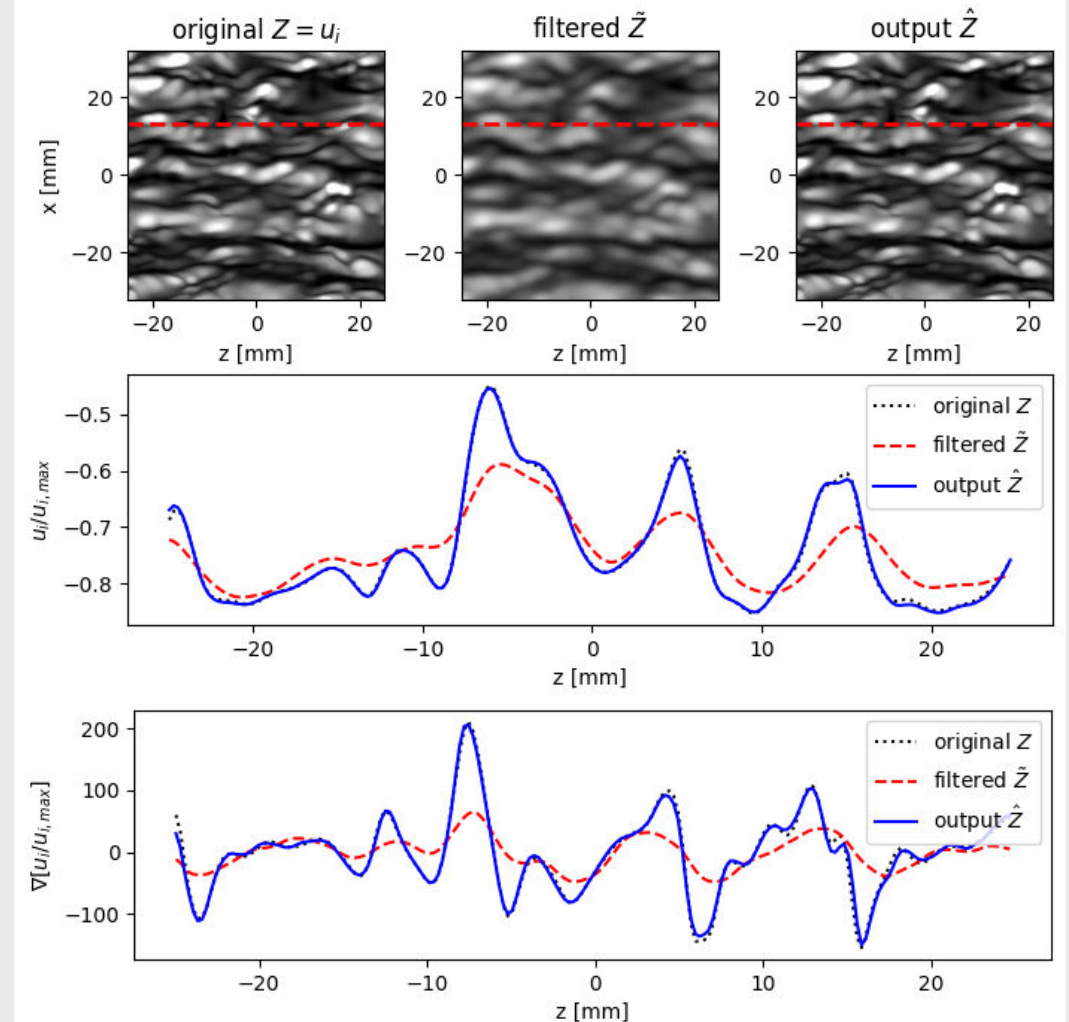 original Z = u_i
filtered Z̃
output Ẑ
x [mm]
20
0
−20
−20 0 20
z [mm]
20
0
−20
−20 0 20
z [mm]
20
0
−20
−20 0 20
z [mm]
u_i/u_{i,max}
−0.5
−0.6
−0.7
−0.8
original Z
filtered Z̃
output Ẑ
−20 −10 0 10 20
z [mm]
∇[u_i/u_{i,max}]
200
100
0
−100
original Z
filtered Z̃
output Ẑ
−20 −10 0 10 20
z [mm]